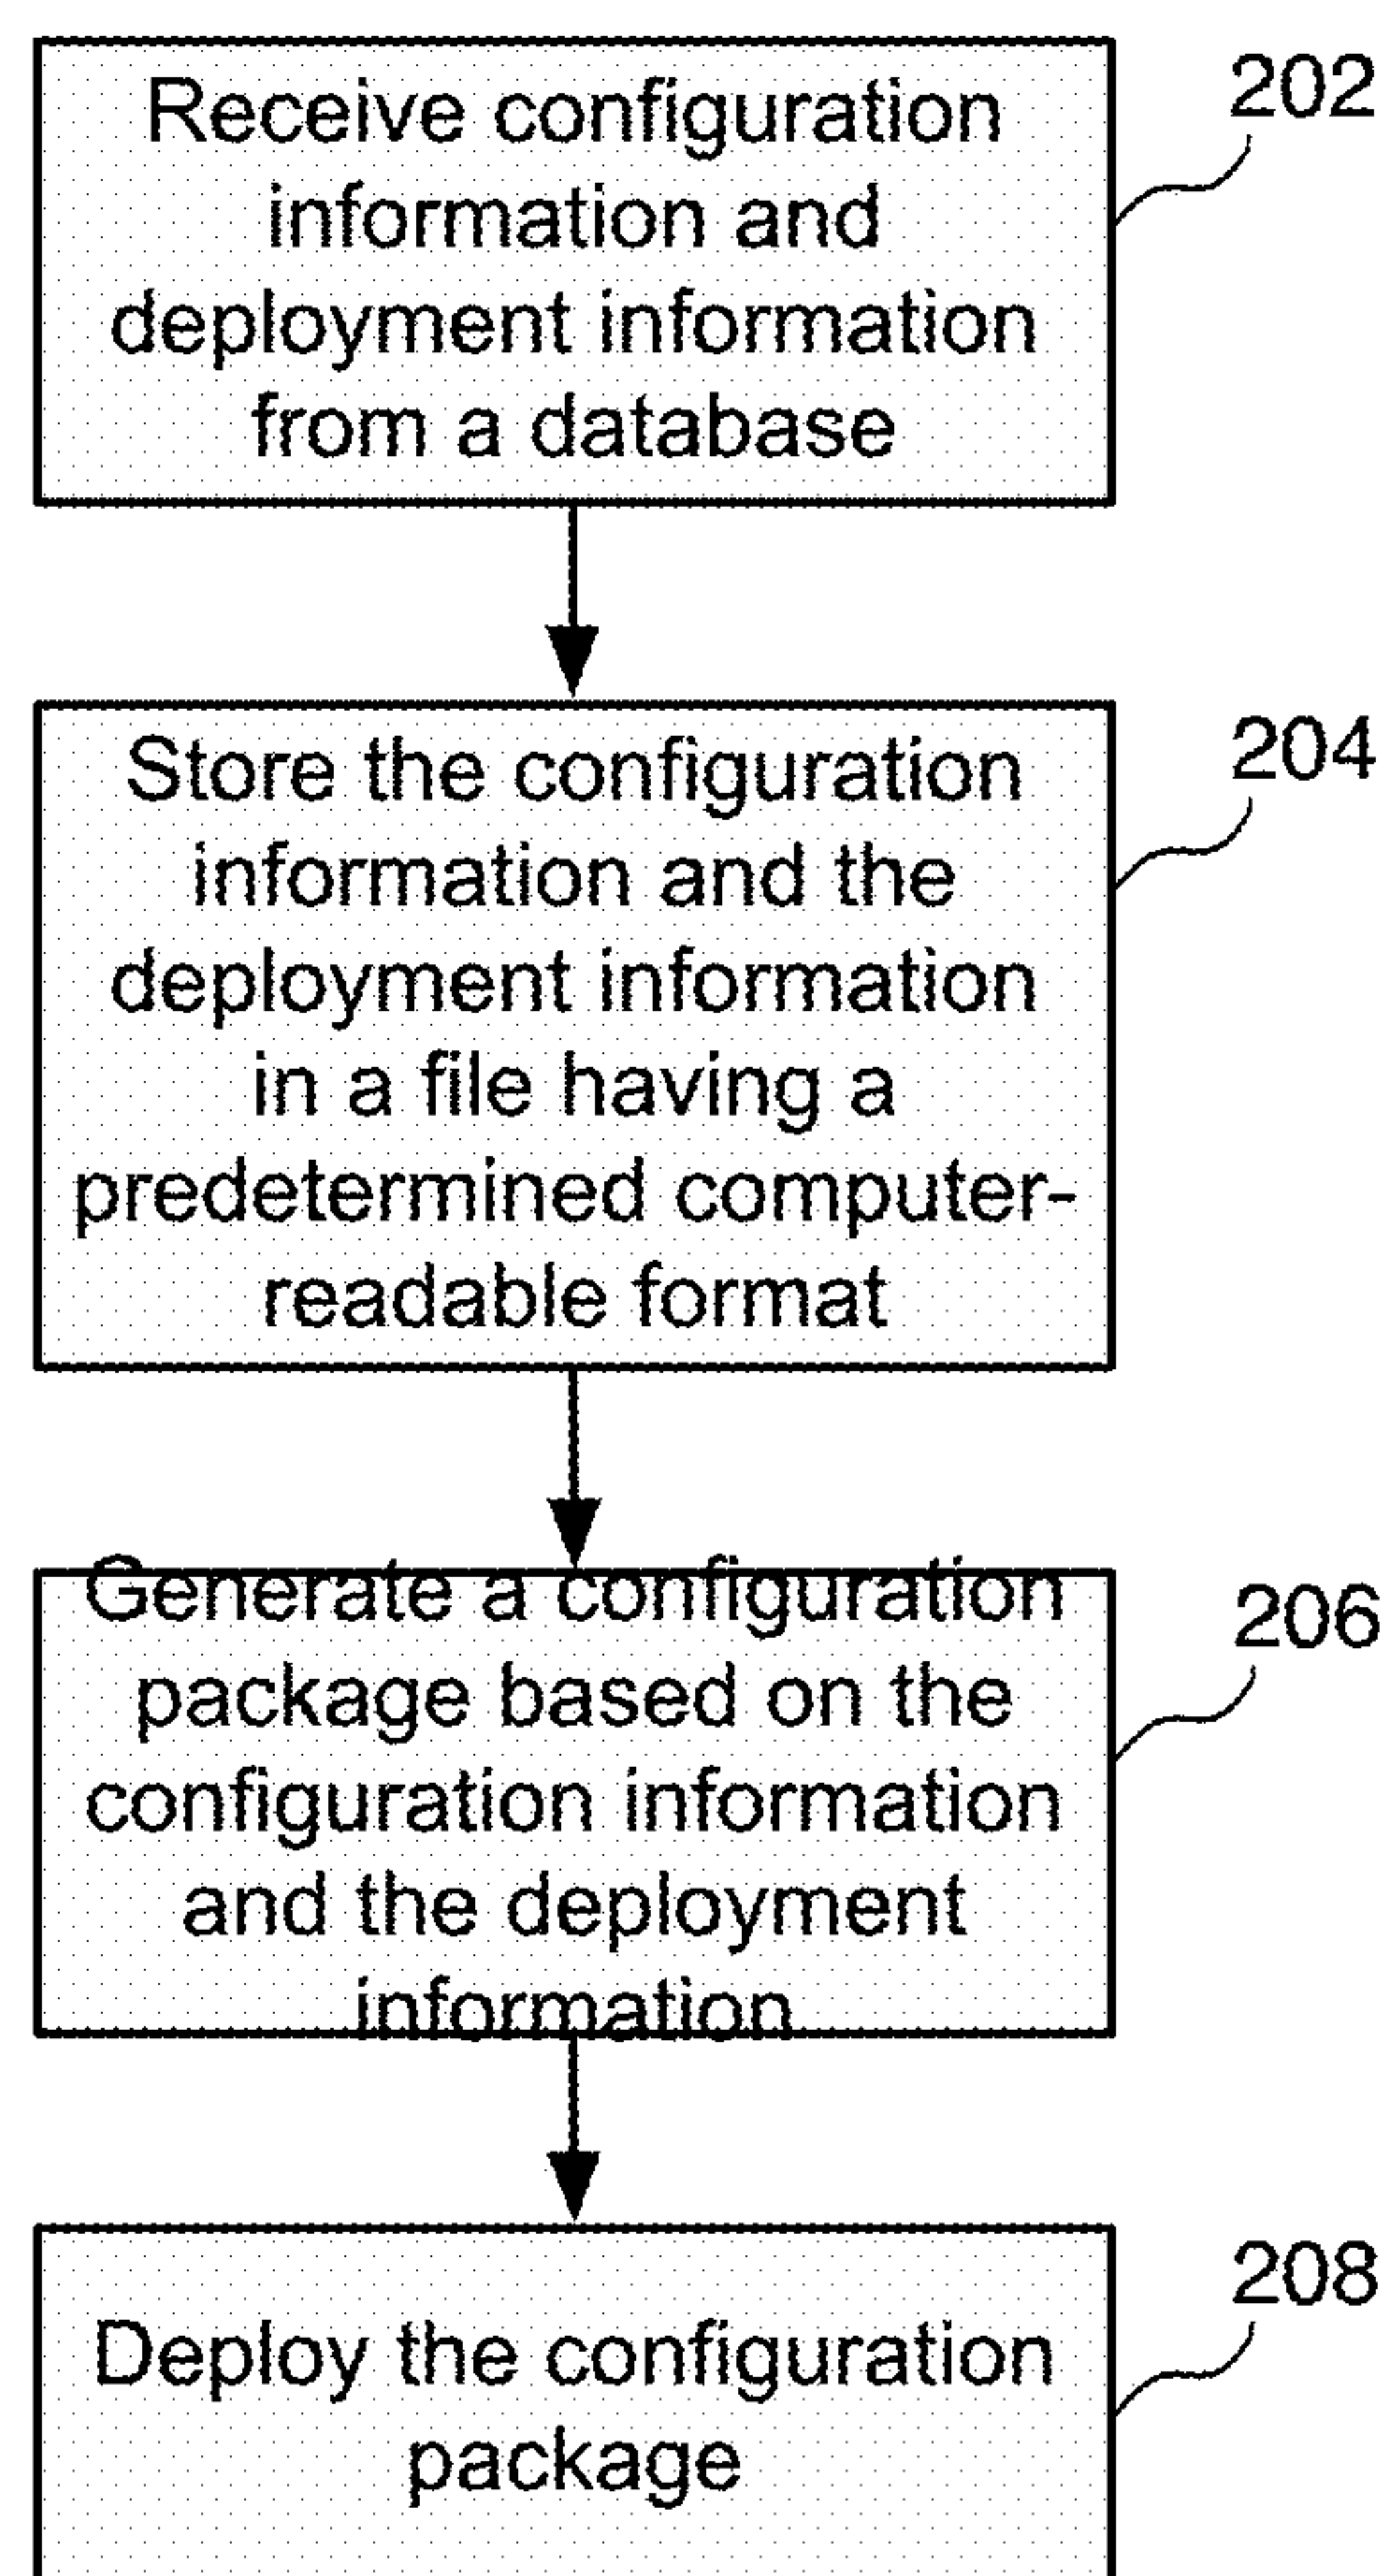 Receive configuration
information and
deployment information
from a database
202
Store the configuration
information and the
deployment information
in a file having a
predetermined computer-
readable format
204
Generate a configuration
package based on the
configuration information
and the deployment
information
206
Deploy the configuration
package
208